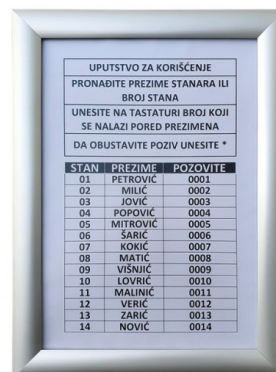 UPUTSTVO ZA KORIŠĆENJE
PRONAĐITE PREZIME STANARA ILI
BROJ STANA
UNESITE NA TASTATURI BROJ KOJI
SE NALAZI PORED PREZIMENA
DA OBUSTAVITE POZIV UNESITE *
STAN PREZIME POZOVITE
01 PETROVIĆ 0001
02 MILIĆ 0002
03 JOVIĆ 0003
04 POPOVIĆ 0004
05 MITROVIĆ 0005
06 ŠARIĆ 0006
07 KOKIĆ 0007
08 MATIĆ 0008
09 VIŠNJIĆ 0009
10 LOVRIĆ 0010
11 MALINIĆ 0011
12 VERIĆ 0012
13 ZARIĆ 0013
14 NOVIĆ 0014